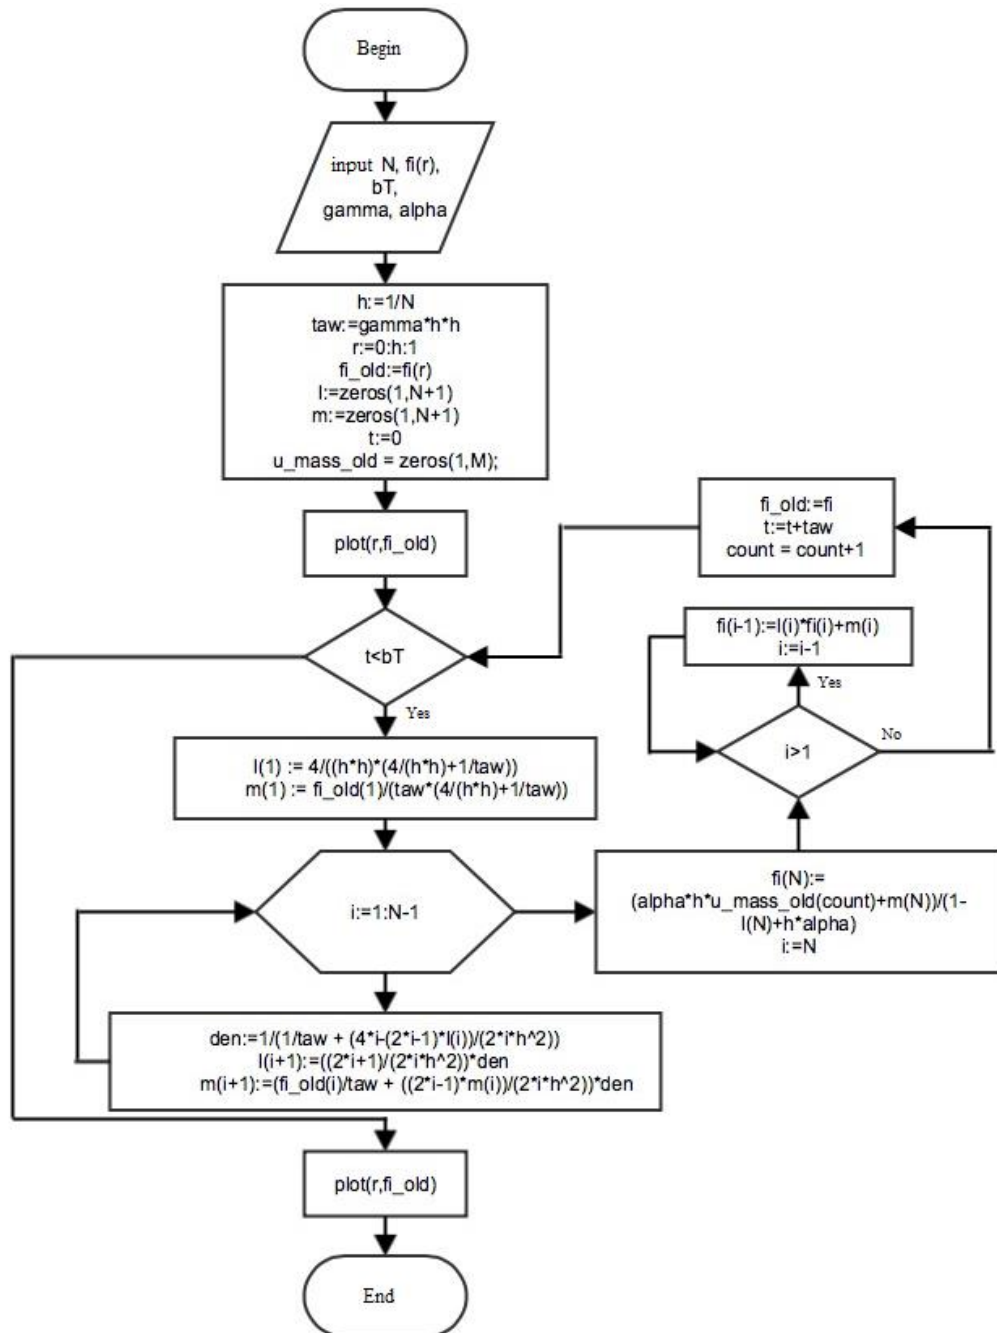 Begin
input N, fi(r),
bT,
gamma, alpha
h:=1/N
taw:=gamma*h*h
r:=0:h:1
fi_old:=fi(r)
l:=zeros(1,N+1)
m:=zeros(1,N+1)
t:=0
u_mass_old = zeros(1,M);
plot(r,fi_old)
fi_old:=fi
t:=t+taw
count = count+1
t<bT
Yes
fi(i-1):=l(i)*fi(i)+m(i)
i:=i-1
Yes
i>1
No
l(1) := 4/((h*h)*(4/(h*h)+1/taw))
m(1) := fi_old(1)/(taw*(4/(h*h)+1/taw))
i:=1:N-1
fi(N):=
(alpha*h*u_mass_old(count)+m(N))/(1-
l(N)+h*alpha)
i:=N
den:=1/(1/taw + (4*i-(2*i-1)*l(i))/(2*i*h^2))
l(i+1):=((2*i+1)/(2*i*h^2))*den
m(i+1):=(fi_old(i)/taw + ((2*i-1)*m(i))/(2*i*h^2))*den
plot(r,fi_old)
End